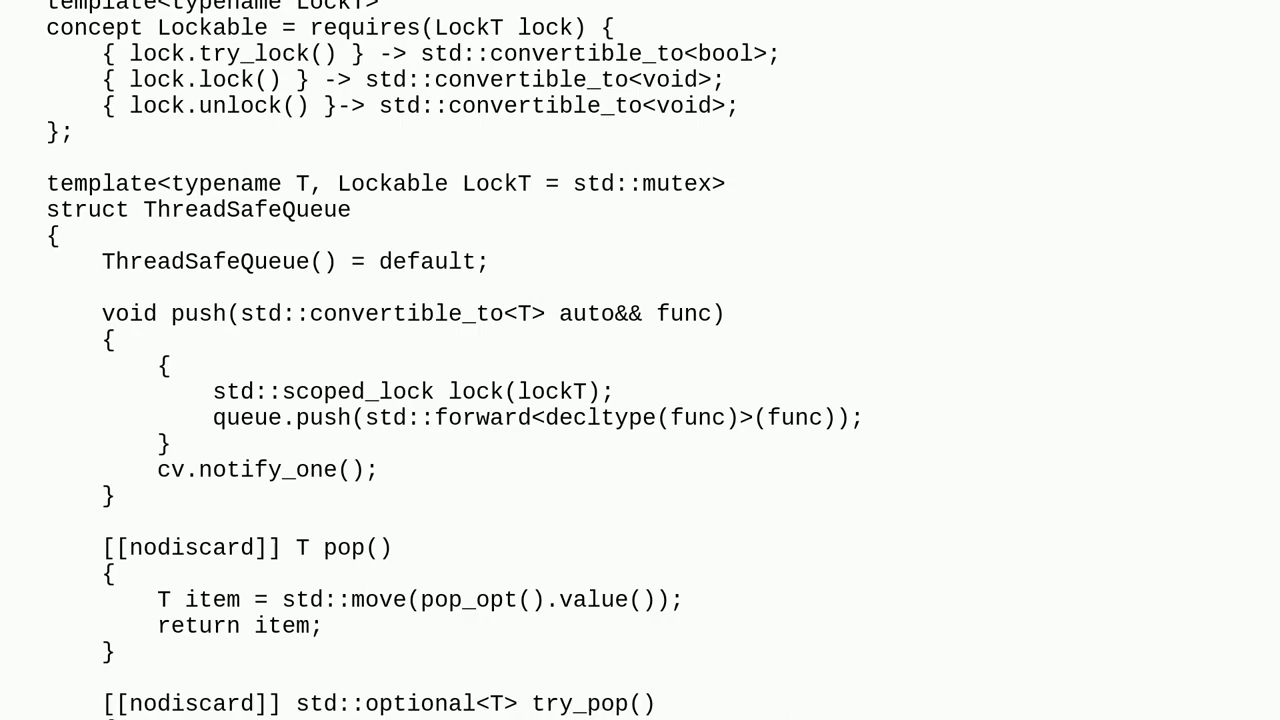 template<typename LockT>
concept Lockable = requires(LockT lock) {
    { lock.try_lock() } -> std::convertible_to<bool>;
    { lock.lock() } -> std::convertible_to<void>;
    { lock.unlock() }-> std::convertible_to<void>;
};

template<typename T, Lockable LockT = std::mutex>
struct ThreadSafeQueue
{
    ThreadSafeQueue() = default;

    void push(std::convertible_to<T> auto&& func)
    {
        {
            std::scoped_lock lock(lockT);
            queue.push(std::forward<decltype(func)>(func));
        }
        cv.notify_one();
    }

    [[nodiscard]] T pop()
    {
        T item = std::move(pop_opt().value());
        return item;
    }

    [[nodiscard]] std::optional<T> try_pop()
    {